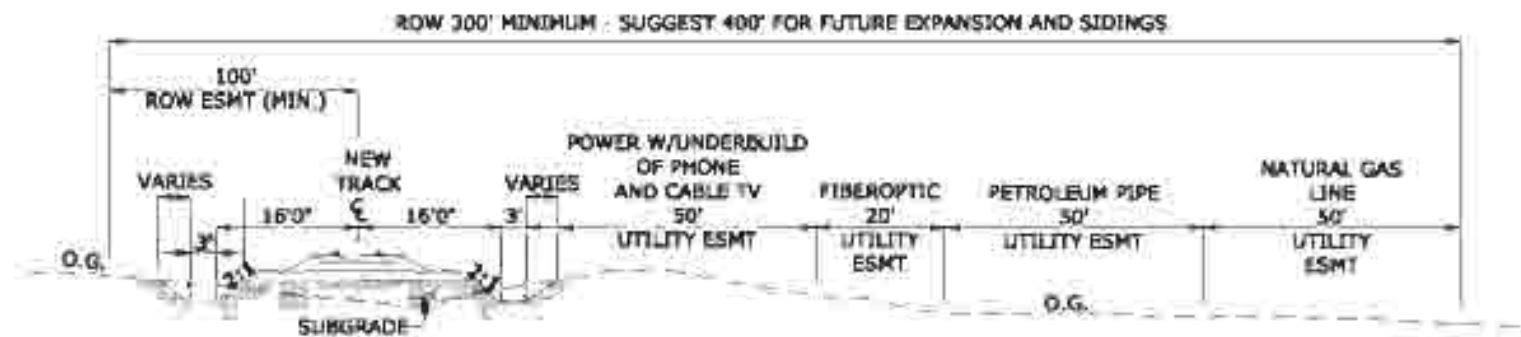 ROW 300' MINIMUM - SUGGEST 400' FOR FUTURE EXPANSION AND SIDINGS
100'
ROW ESMT (MIN.)
VARIES
NEW
TRACK
℄
16'0"
16'0"
3'
2:1
O.G.
VARIES
3'
2:1
SUBGRADE
POWER W/UNDERBUILD
OF PHONE
AND CABLE TV
50'
UTILITY ESMT
FIBEROPTIC
20'
UTILITY
ESMT
PETROLEUM PIPE
50'
UTILITY ESMT
NATURAL GAS
LINE
50'
UTILITY
ESMT
O.G.